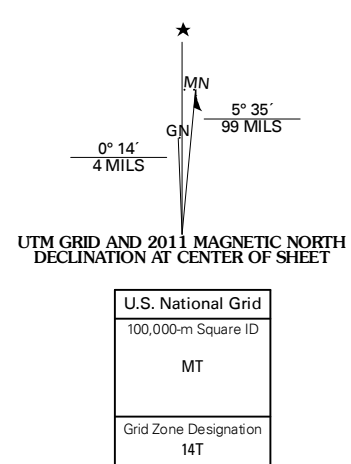 MN
5° 35´
99 MILS
GN
0° 14´
4 MILS
UTM GRID AND 2011 MAGNETIC NORTH
DECLINATION AT CENTER OF SHEET
U.S. National Grid
100,000-m Square ID
MT
Grid Zone Designation
14T